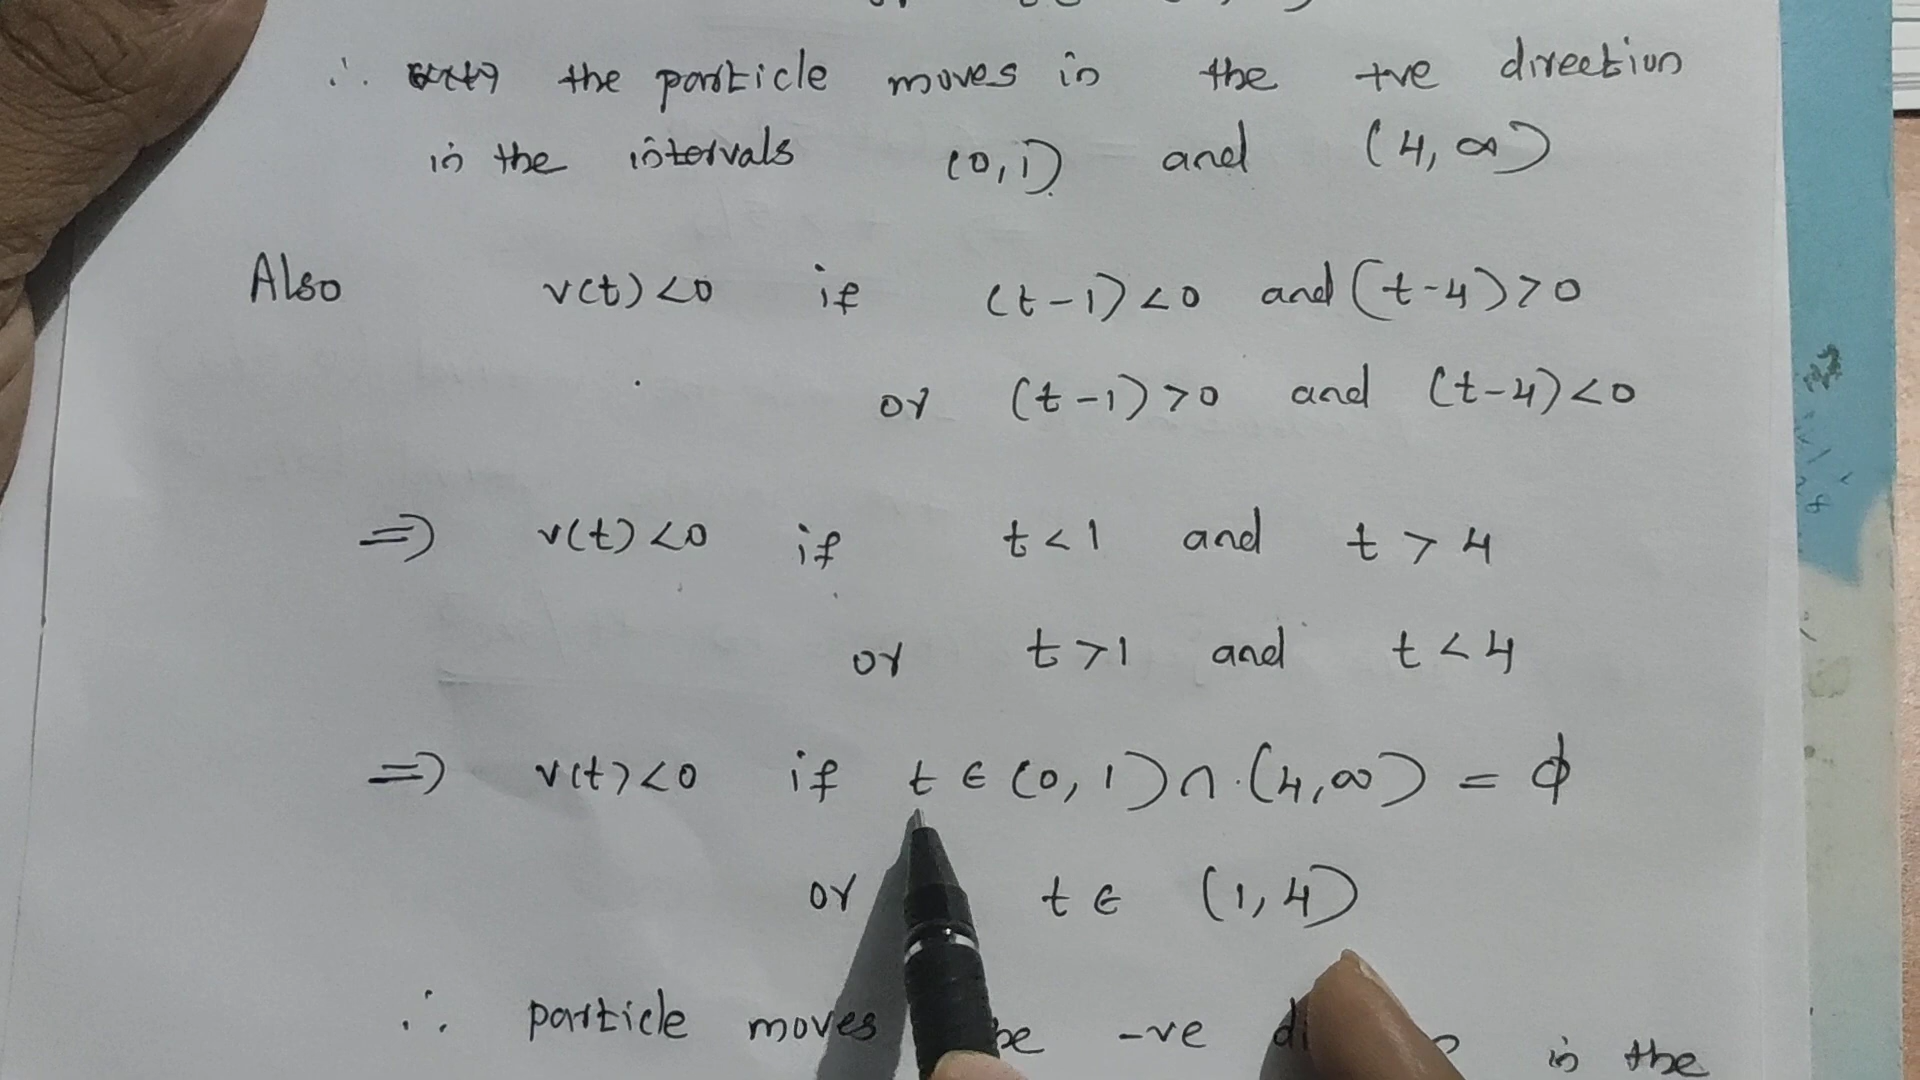 ∴ the particle moves in the +ve direction
in the intervals (0,1) and (4,∞)
Also v(t)<0 if (t-1)<0 and (t-4)>0
or (t-1)>0 and (t-4)<0
⇒ v(t)<0 if t<1 and t>4
or t>1 and t<4
⇒ v(t)<0 if t ∈ (0,1)∩(4,∞) = ϕ
or t ∈ (1,4)
∴ particle moves -ve in the